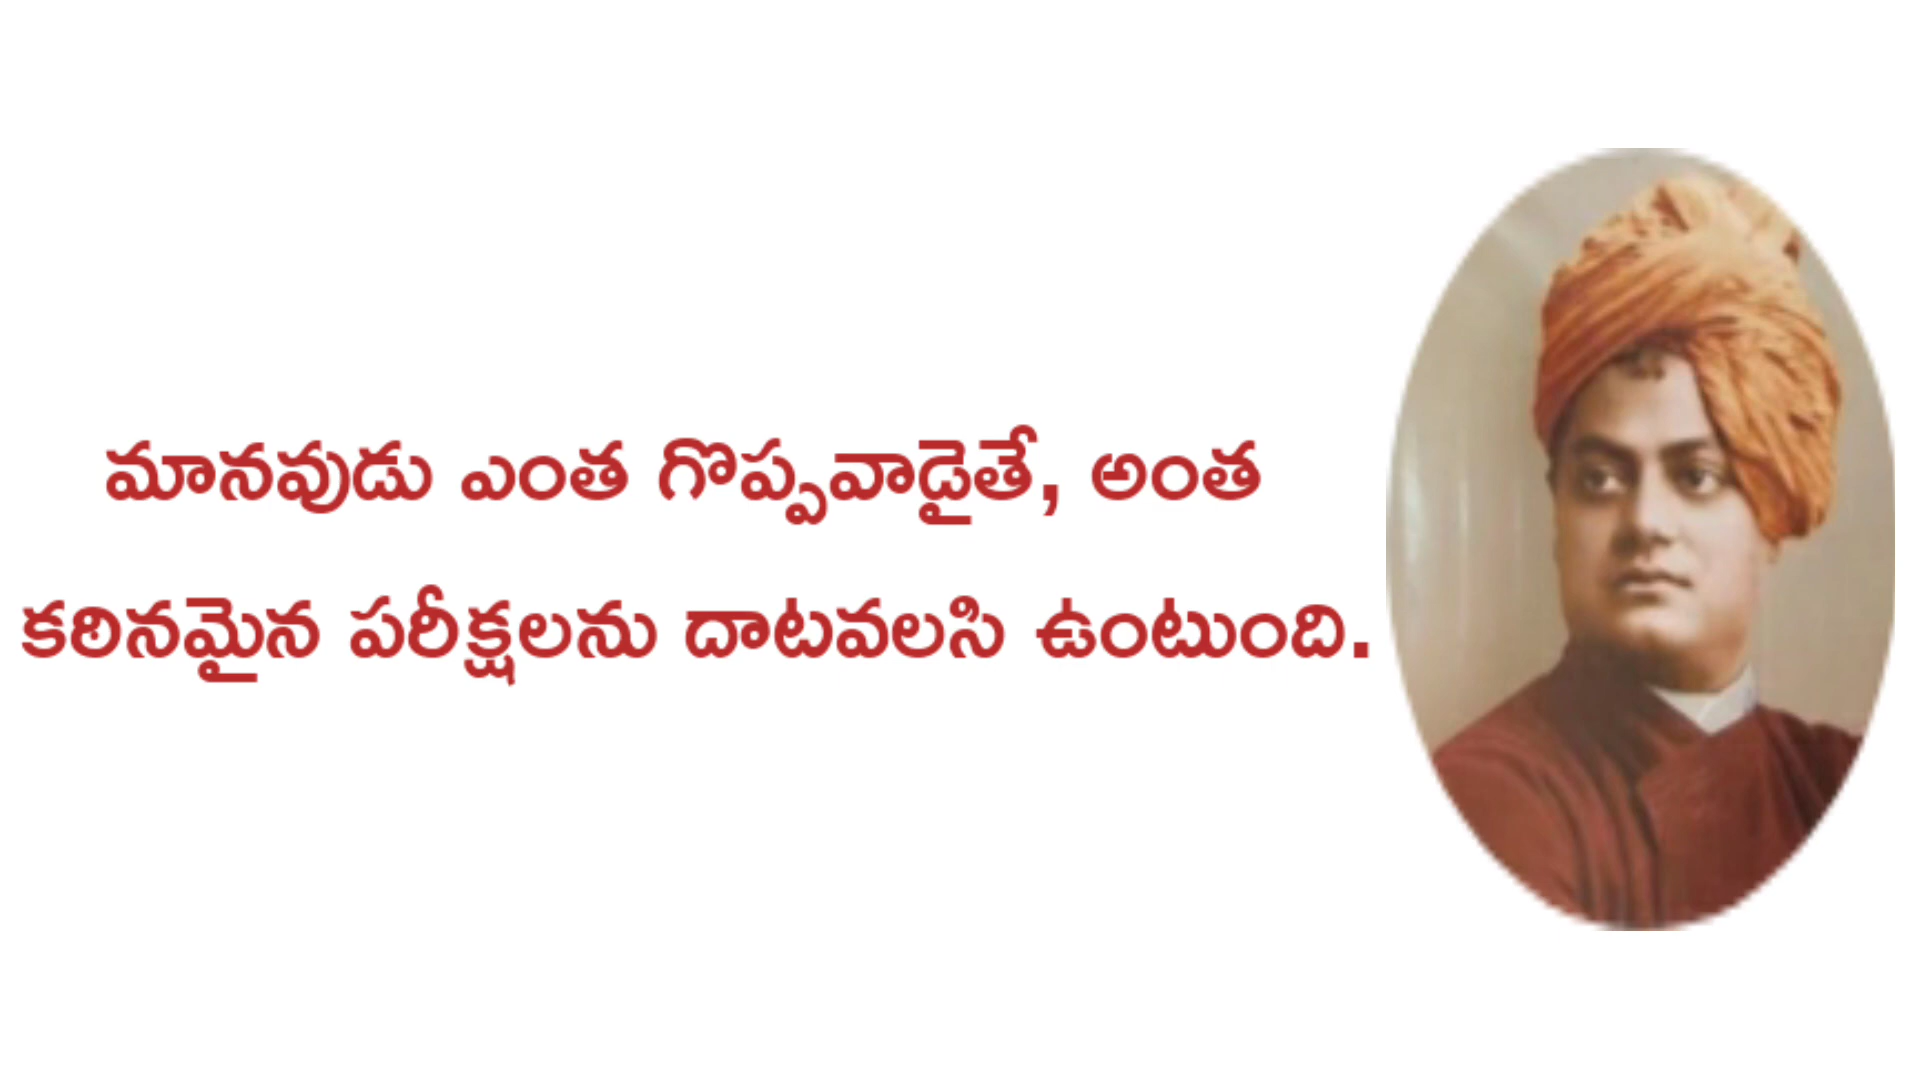 మానవుడు ఎంత గొప్పవాడైతే, అంత
కఠినమైన పరీక్షలను దాటవలసి ఉంటుంది.